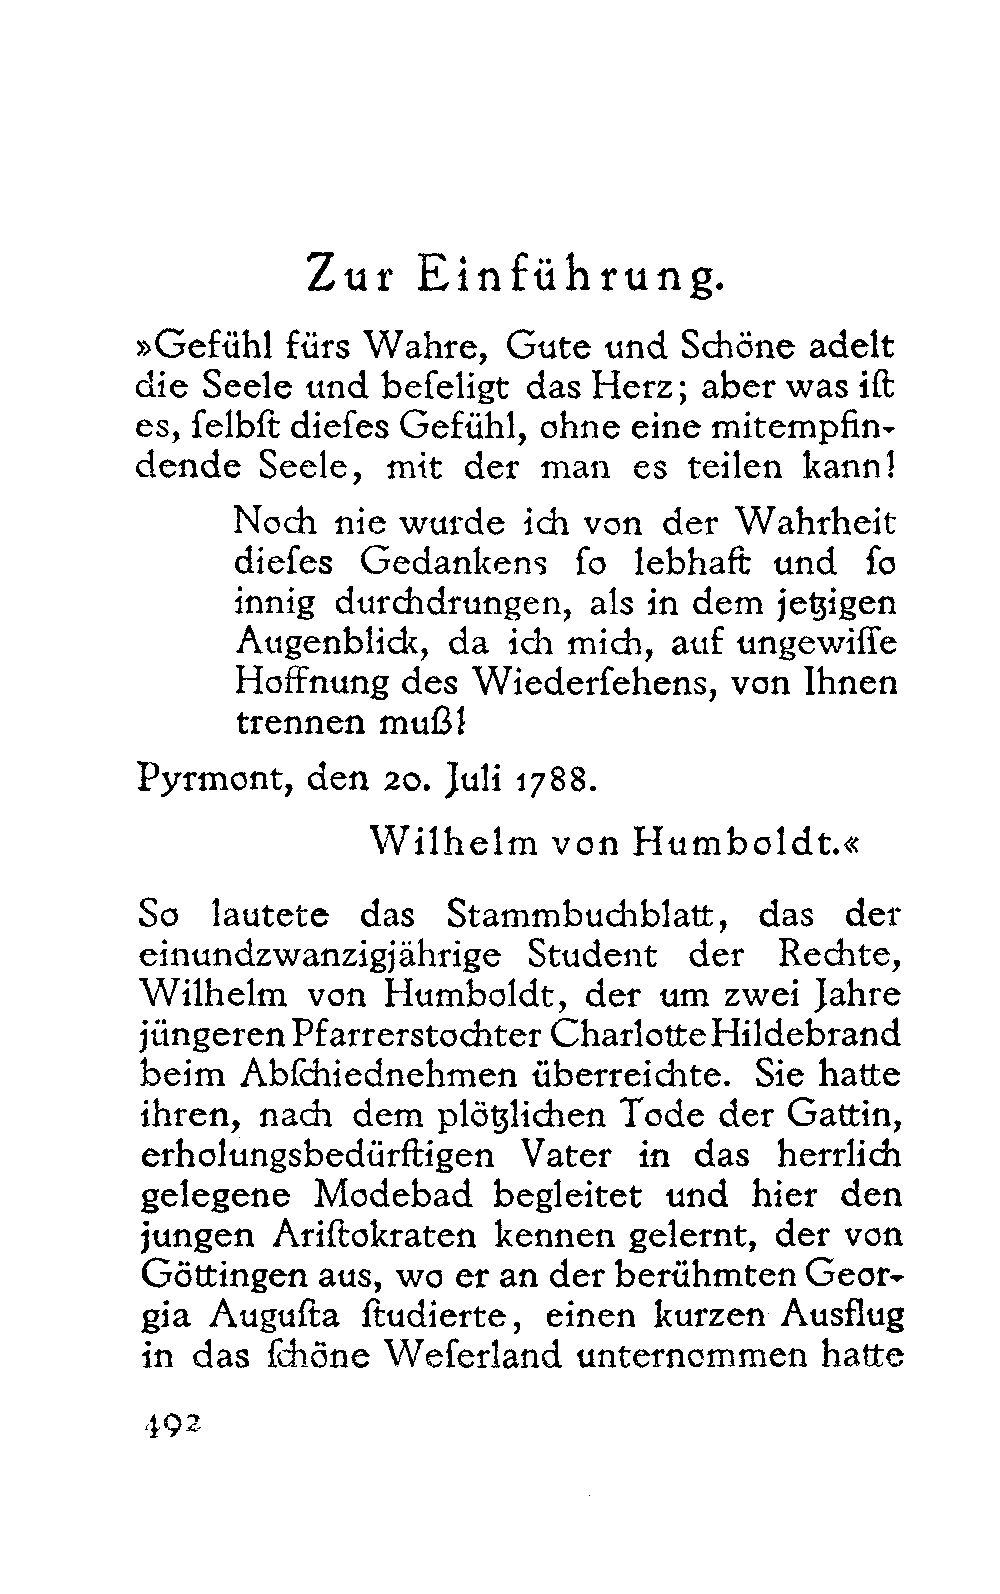 Zur Einführung.
»Gefühl fürs Wahre, Gute und Schöne adelt
die Seele und beſeligt das Herz; aber was iſt
es, ſelbſt dieſes Gefühl, ohne eine mitempfin-
dende Seele, mit der man es teilen kann!
Noch nie wurde ich von der Wahrheit
dieſes Gedankens ſo lebhaft und ſo
innig durchdrungen, als in dem jetzigen
Augenblick, da ich mich, auf ungewiſſe
Hoffnung des Wiederſehens, von Ihnen
trennen muß!
Pyrmont, den 20. Juli 1788.
Wilhelm von Humboldt.«
So lautete das Stammbuchblatt, das der
einundzwanzigjährige Student der Rechte,
Wilhelm von Humboldt, der um zwei Jahre
jüngeren Pfarrerstochter Charlotte Hildebrand
beim Abſchiednehmen überreichte. Sie hatte
ihren, nach dem plötzlichen Tode der Gattin,
erholungsbedürftigen Vater in das herrlich
gelegene Modebad begleitet und hier den
jungen Ariſtokraten kennen gelernt, der von
Göttingen aus, wo er an der berühmten Geor-
gia Auguſta ſtudierte, einen kurzen Ausflug
in das ſchöne Weſerland unternommen hatte
492